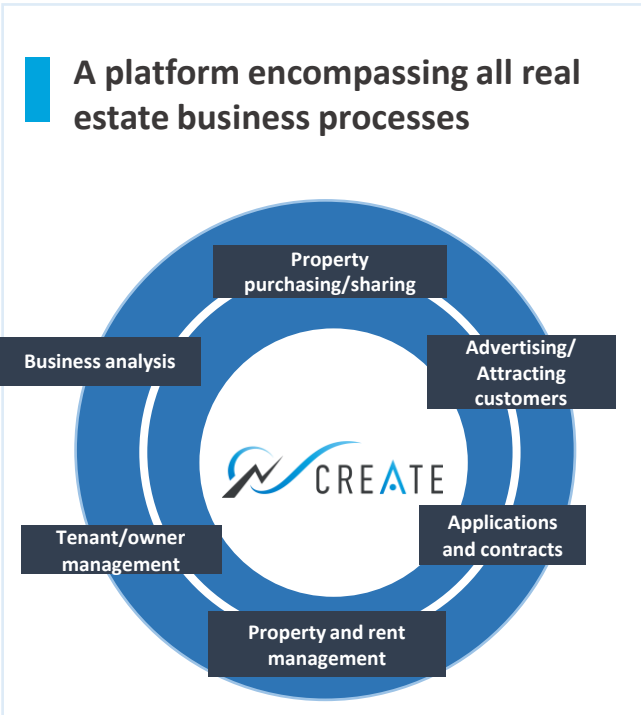 A platform encompassing all real
estate business processes
Property
purchasing/sharing
Business analysis
Advertising/
Attracting
customers
CREATE
Tenant/owner
management
Applications
and contracts
Property and rent
management